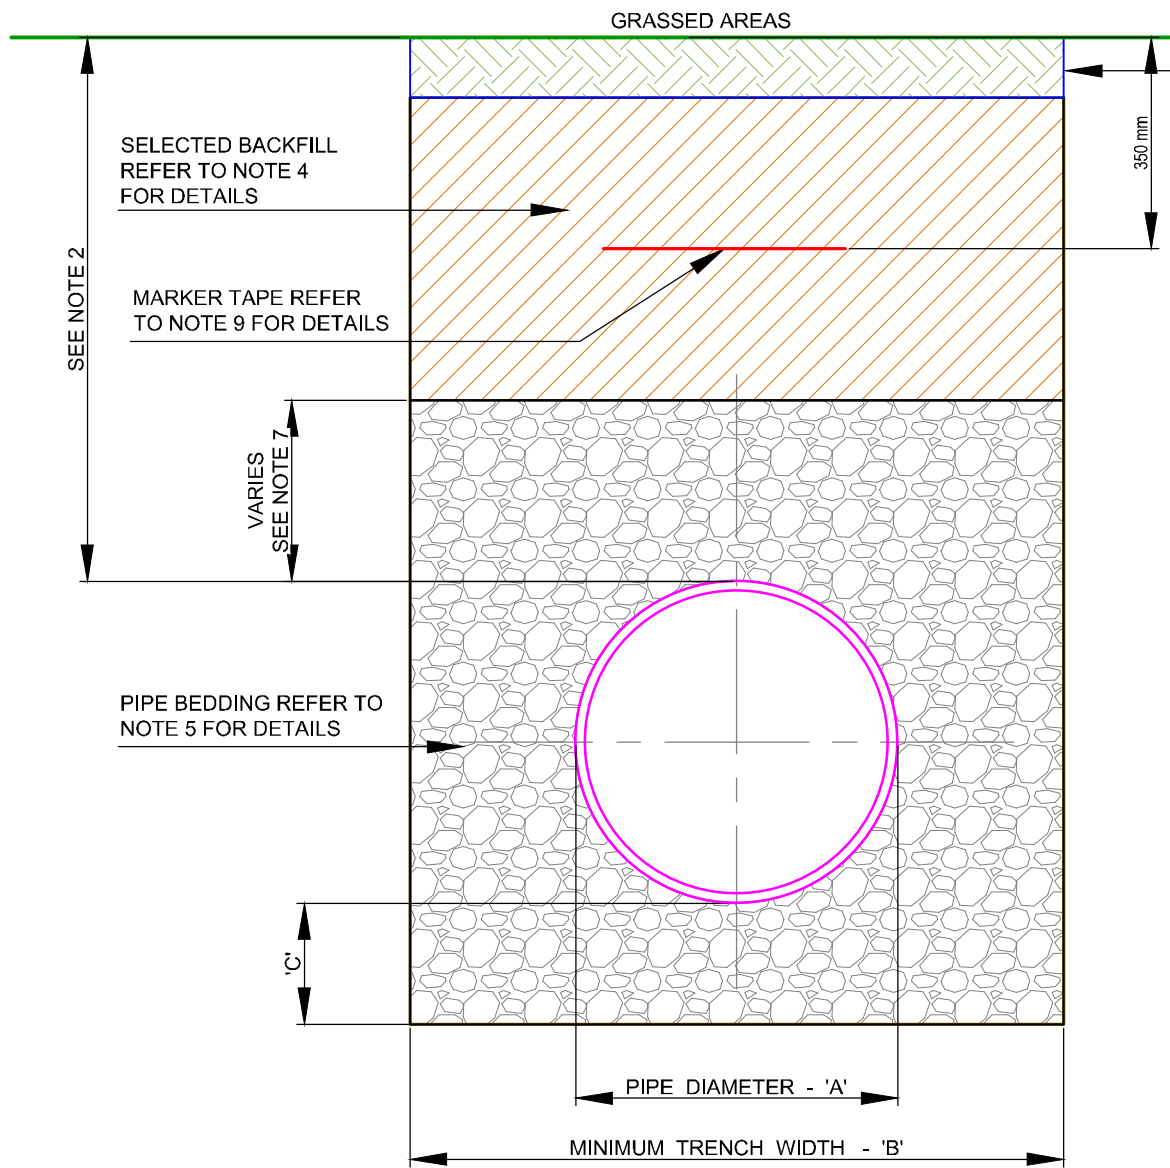 GRASSED AREAS
350 mm
SELECTED BACKFILL
REFER TO NOTE 4
FOR DETAILS
SEE NOTE 2
MARKER TAPE REFER
TO NOTE 9 FOR DETAILS
VARIES
SEE NOTE 7
PIPE BEDDING REFER TO
NOTE 5 FOR DETAILS
'C'
PIPE DIAMETER - 'A'
MINIMUM TRENCH WIDTH - 'B'